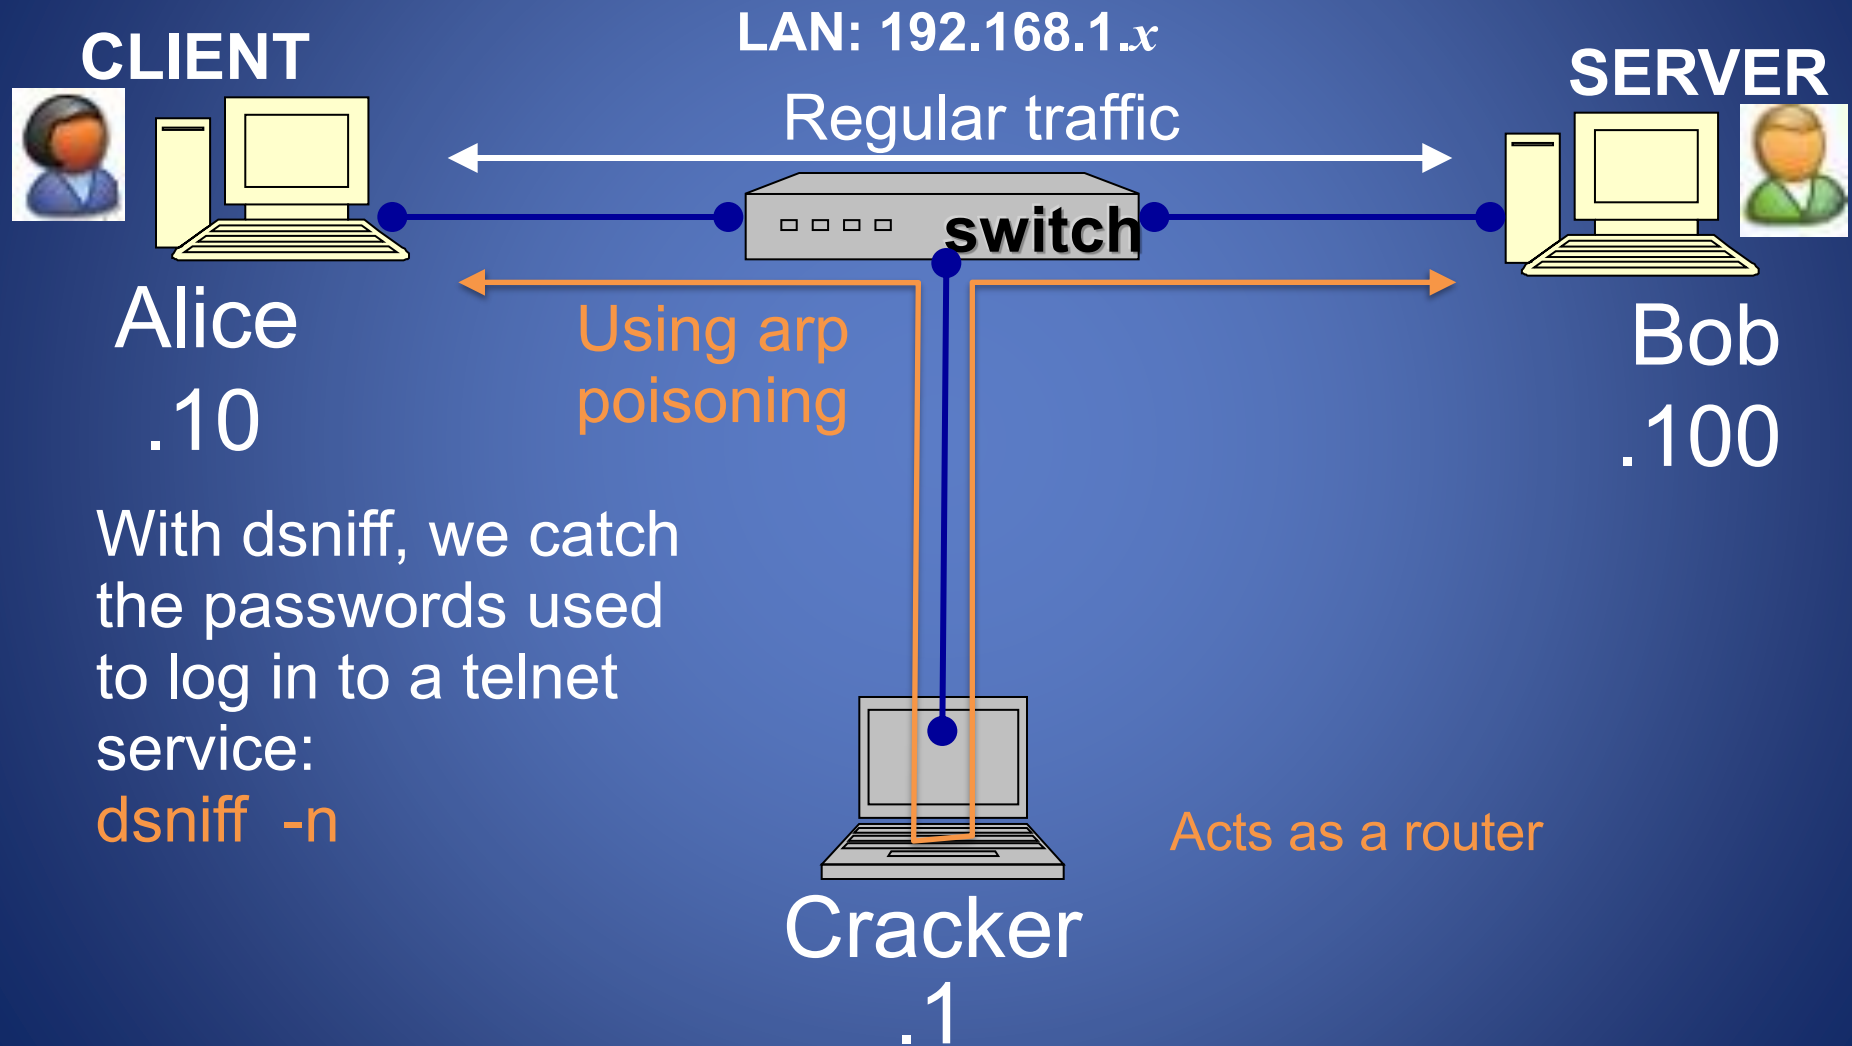 LAN: 192.168.1.x
CLIENT
SERVER
Regular traffic
switch
Alice
.10
Using arp
poisoning
Bob
.100
With dsniff, we catch
the passwords used
to log in to a telnet
service:
dsniff -n
Acts as a router
Cracker
.1